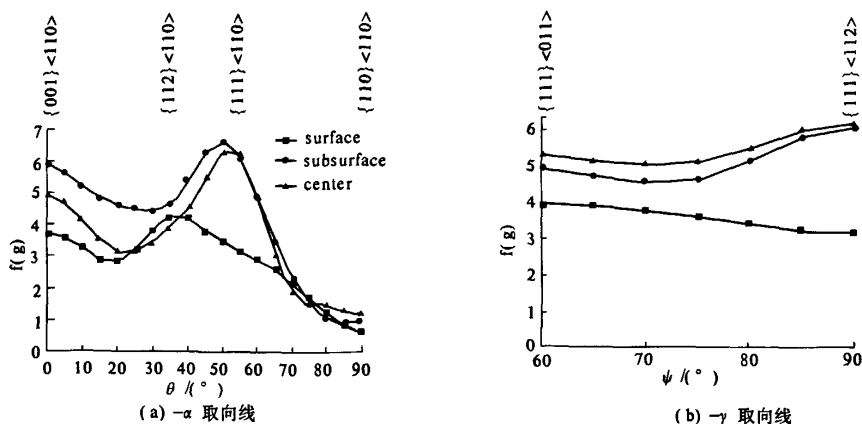 {001}<110>
{112}<110>
{111}<110>
{110}<110>
7
6
5
4
3
2
1
0
f(g)
surface
subsurface
center
0 10 20 30 40 50 60 70 80 90
θ /(°)
(a) -α 取向线
{111}<011>
{111}<112>
6
5
4
3
2
1
0
f(g)
60 70 80 90
ψ /(°)
(b) -γ 取向线